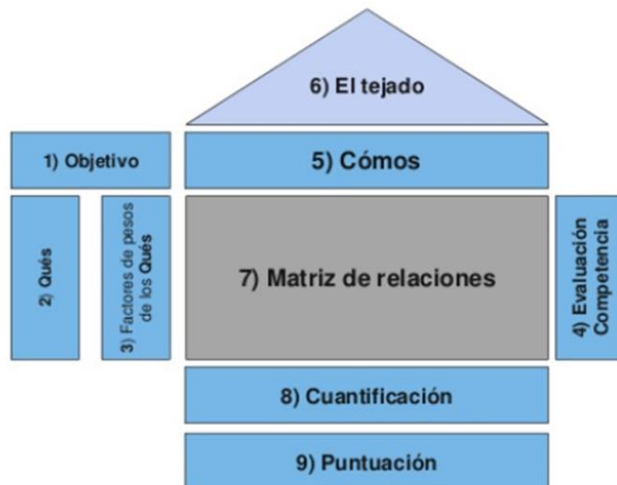 6) El tejado
1) Objetivo
5) Cómos
2) Qués
3) Factores de pesos
de los Qués
7) Matriz de relaciones
4) Evaluación
Competencia
8) Cuantificación
9) Puntuación